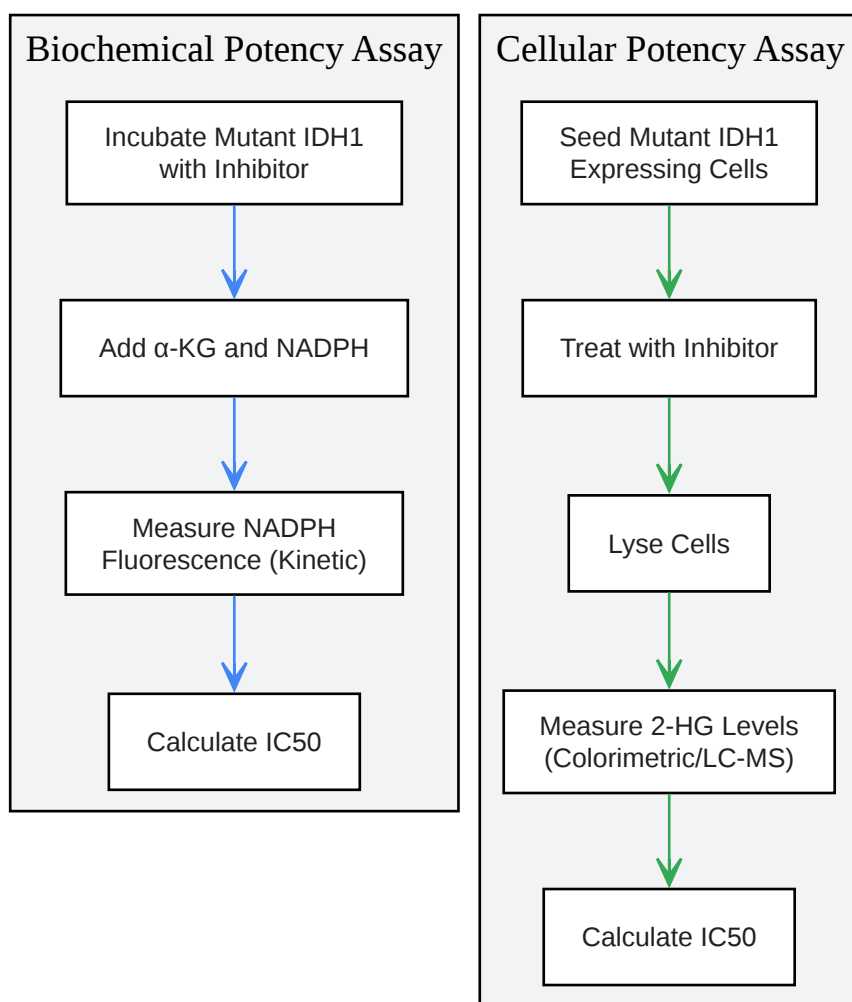 Biochemical Potency Assay
Incubate Mutant IDH1
with Inhibitor
Add α-KG and NADPH
Measure NADPH
Fluorescence (Kinetic)
Calculate IC50
Cellular Potency Assay
Seed Mutant IDH1
Expressing Cells
Treat with Inhibitor
Lyse Cells
Measure 2-HG Levels
(Colorimetric/LC-MS)
Calculate IC50